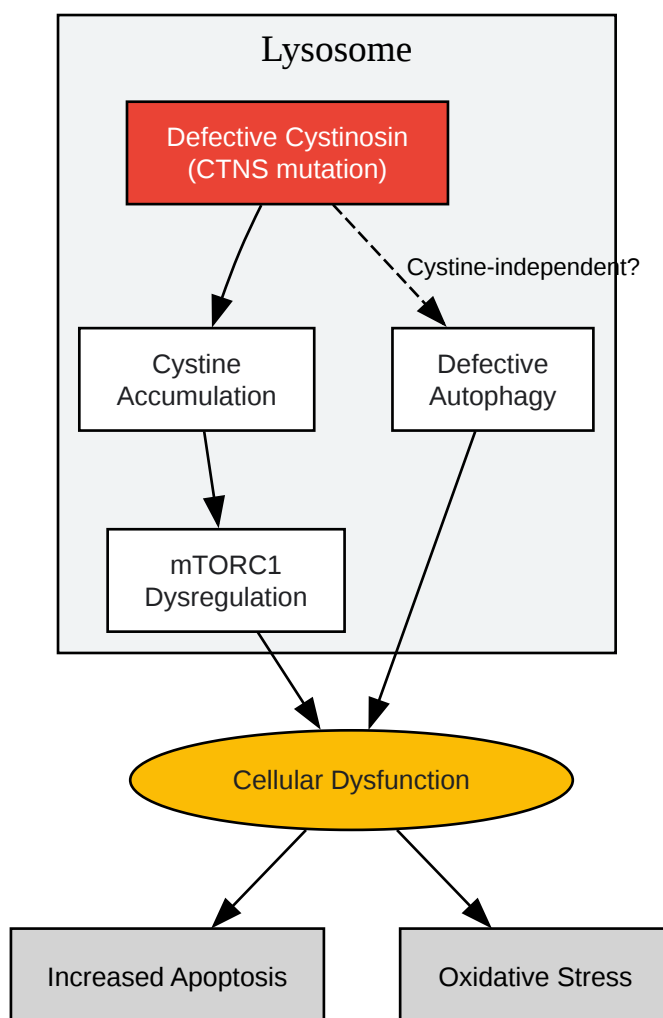 Lysosome
Defective Cystinosin
(CTNS mutation)
Cystine-independent?
Cystine
Accumulation
Defective
Autophagy
mTORC1
Dysregulation
Cellular Dysfunction
Increased Apoptosis
Oxidative Stress